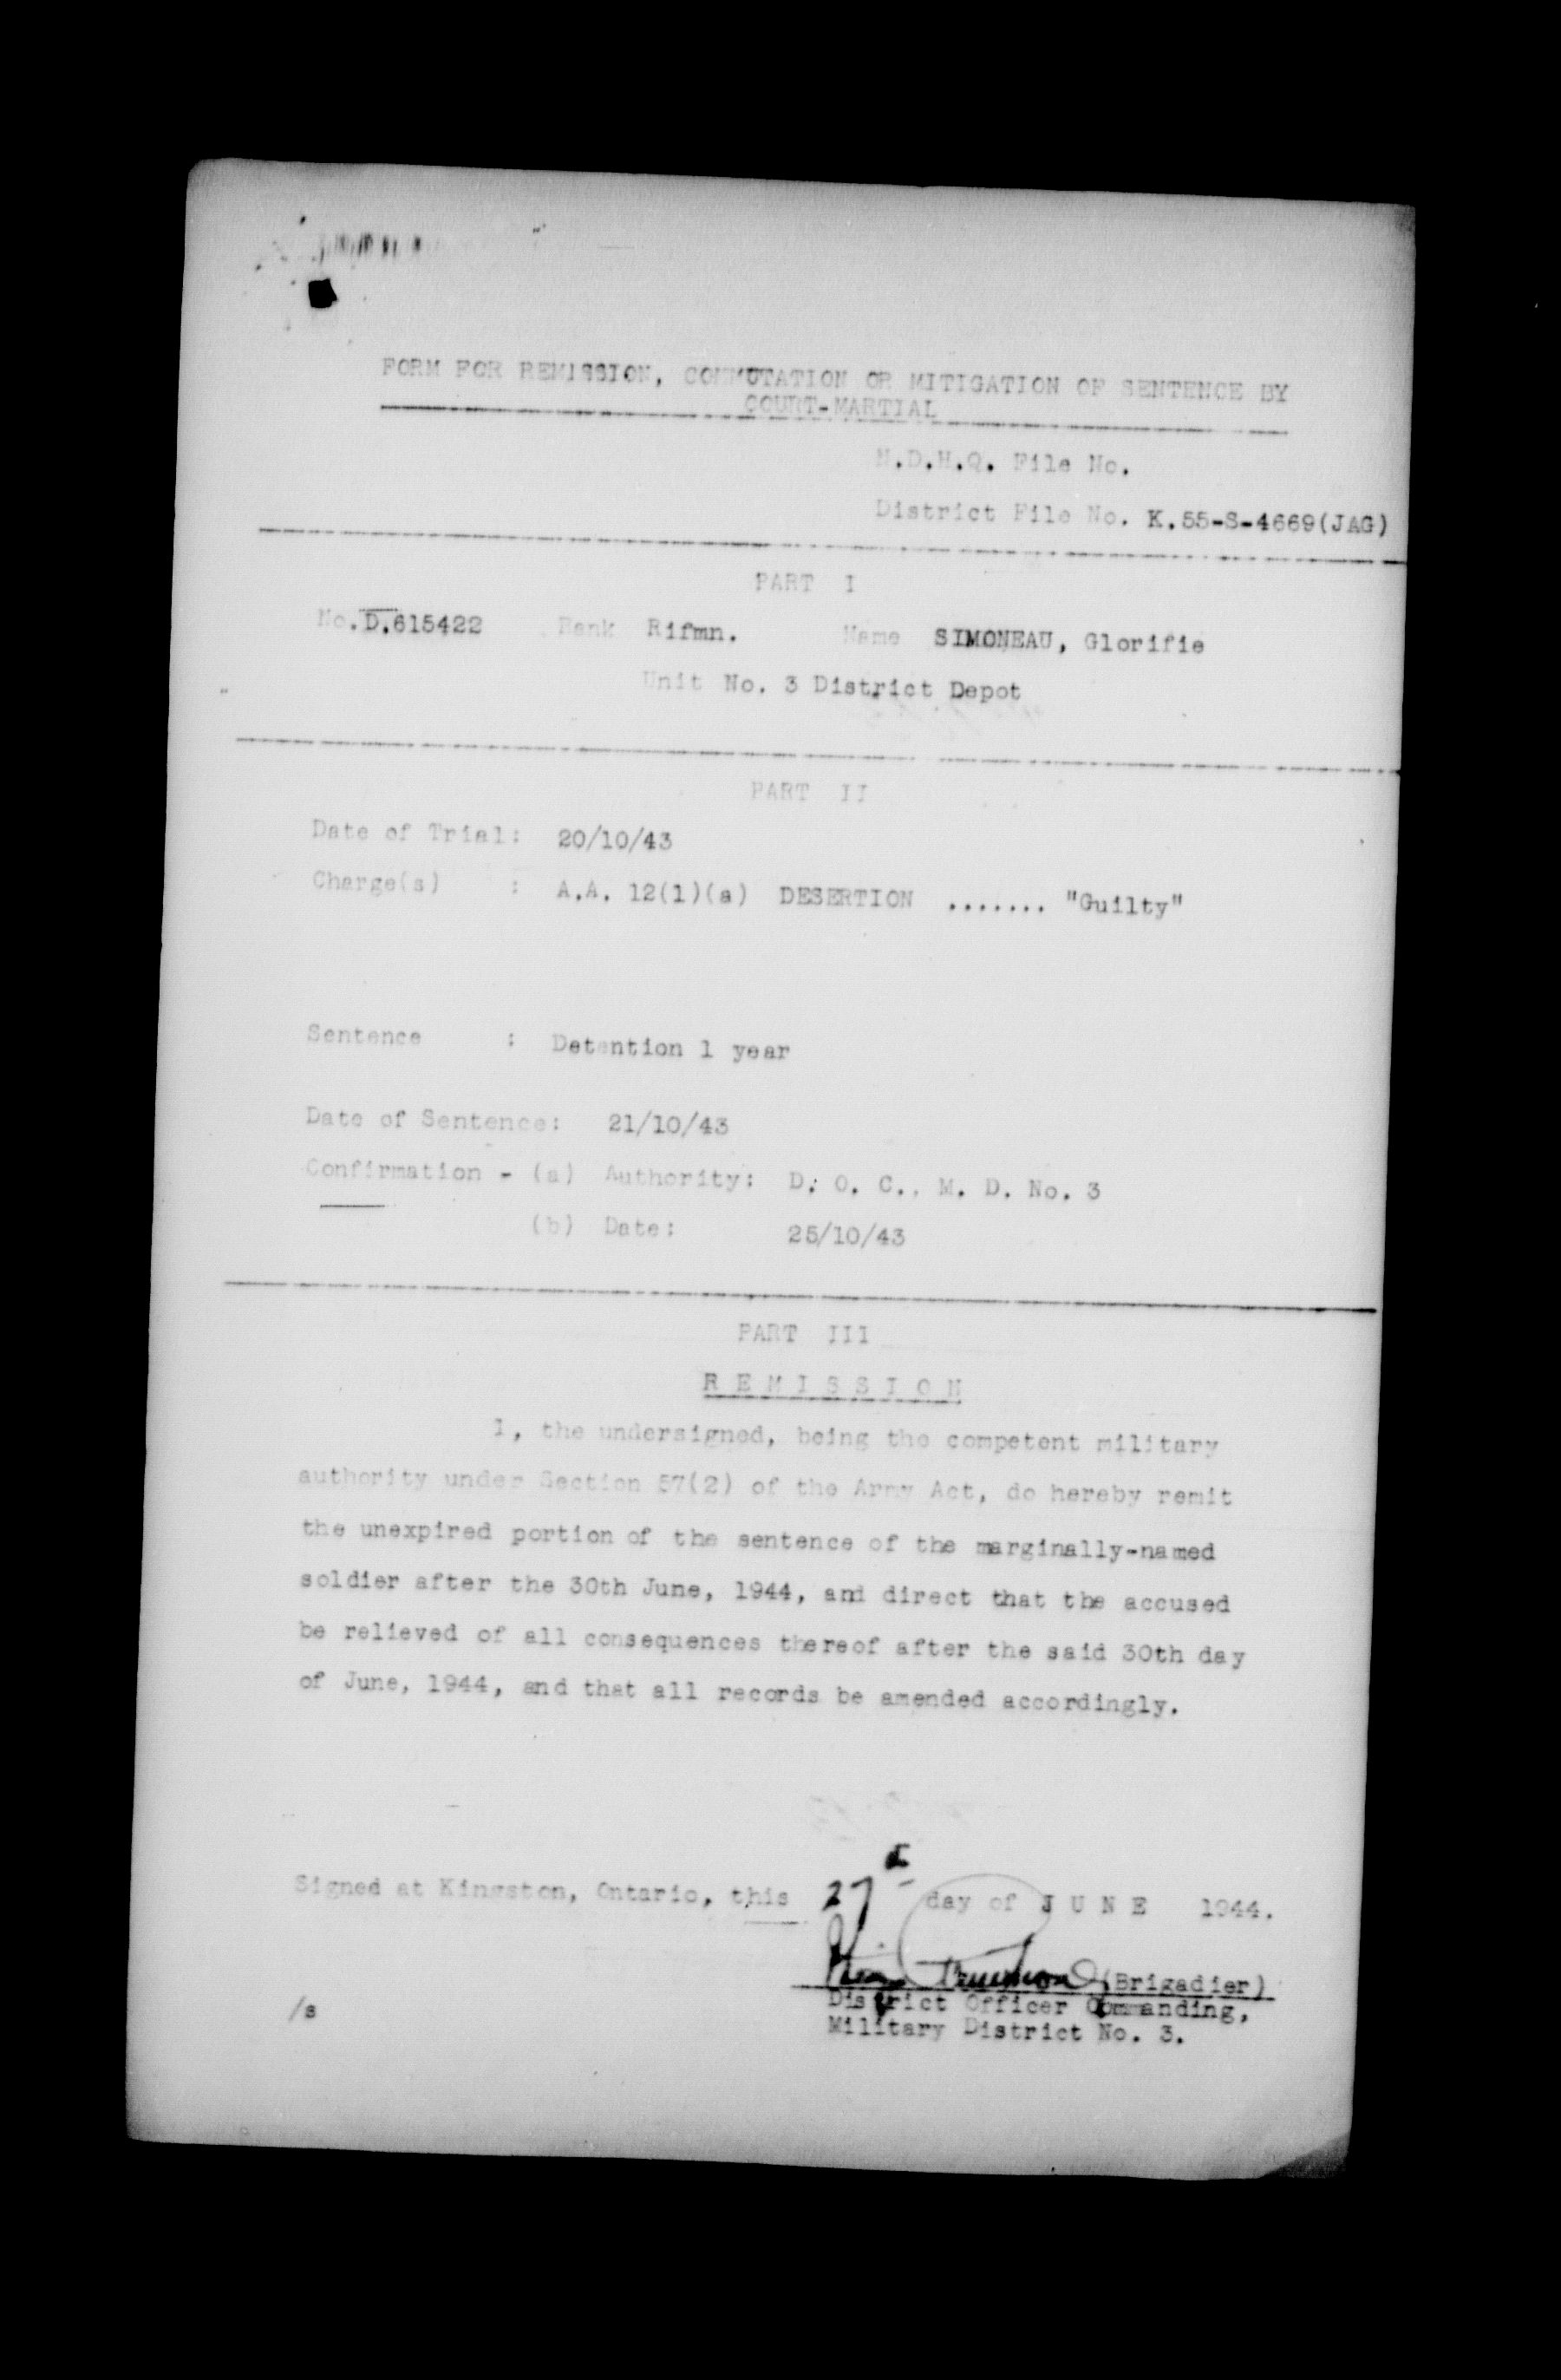 FORM FOR REMISSION, COMMUTATION OR MITIGATION OF SENTENCE BY
COURT-MARTIAL
N.D.H.Q. File No.
District File No. K.55-S-4669(JAG)
PART I
No. D.615422 Rank Rifmn. Name SIMONEAU, Glorifie
Unit No. 3 District Depot
PART II
Date of Trial: 20/10/43
Charge(s) : A.A. 12(1)(a) DESERTION ....... "Guilty"
Sentence : Detention 1 year
Date of Sentence: 21/10/43
Confirmation - (a) Authority: D. O. C., M. D. No. 3
(b) Date: 25/10/43
PART III
R E M I S S I O N
I, the undersigned, being the competent military
authority under Section 57(2) of the Army Act, do hereby remit
the unexpired portion of the sentence of the marginally-named
soldier after the 30th June, 1944, and direct that the accused
be relieved of all consequences thereof after the said 30th day
of June, 1944, and that all records be amended accordingly.
Signed at Kingston, Ontario, this 27 day of J U N E 1944.
(Brigadier)
District Officer Commanding,
Military District No. 3.
/s